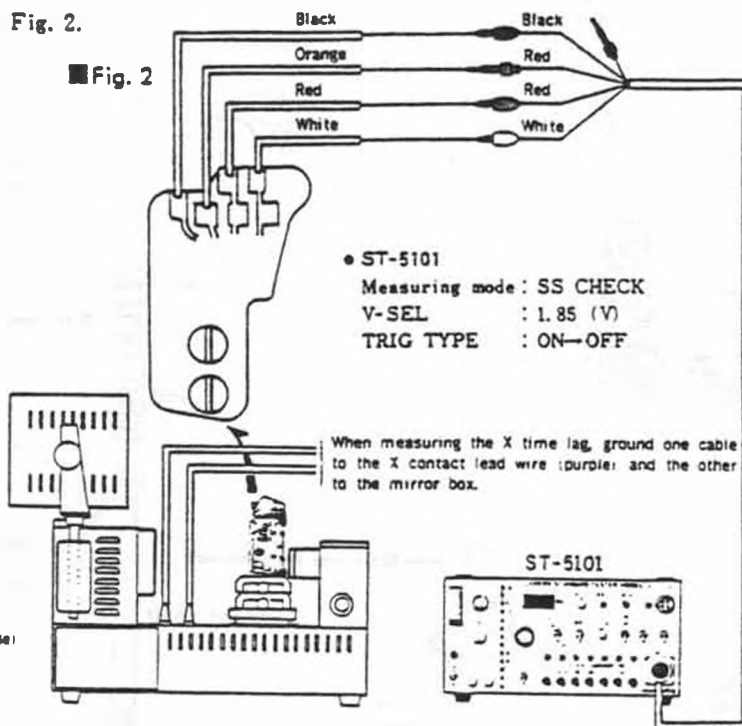 Fig. 2.
■Fig. 2
Black Black
Orange Red
Red Red
White White
• ST-5101
Measuring mode : SS CHECK
V-SEL : 1.85 (V)
TRIG TYPE : ON→OFF
When measuring the X time lag, ground one cable
to the X contact lead wire (purple) and the other
to the mirror box.
ST-5101